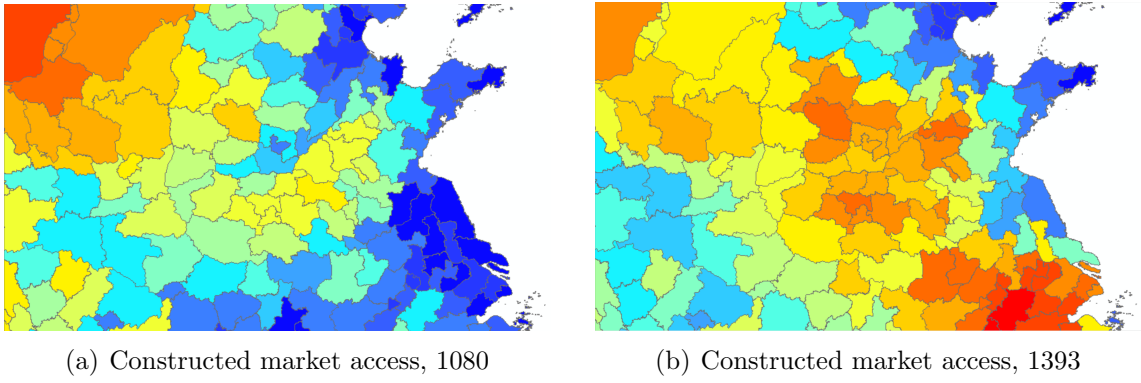 (a) Constructed market access, 1080
(b) Constructed market access, 1393